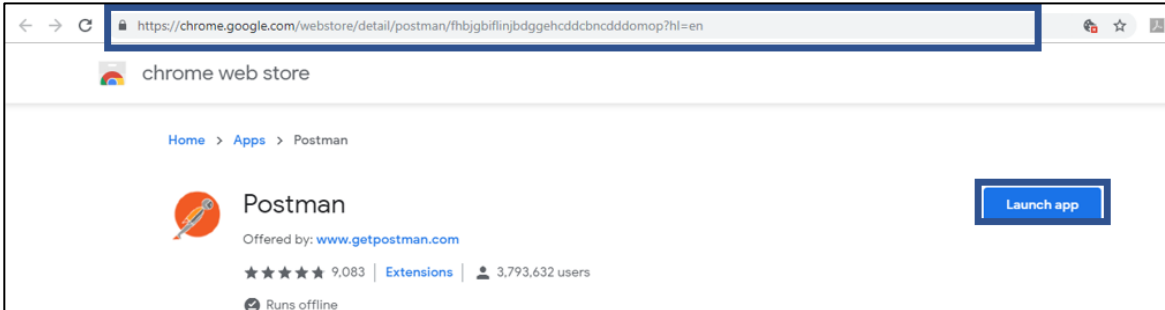 https://chrome.google.com/webstore/detail/postman/fhbjgbiflinjbdggehcddcbncdddomop?hl=en
chrome web store
Home > Apps > Postman
Postman
Launch app
Offered by: www.getpostman.com
9,083 | Extensions | 3,793,632 users
Runs offline